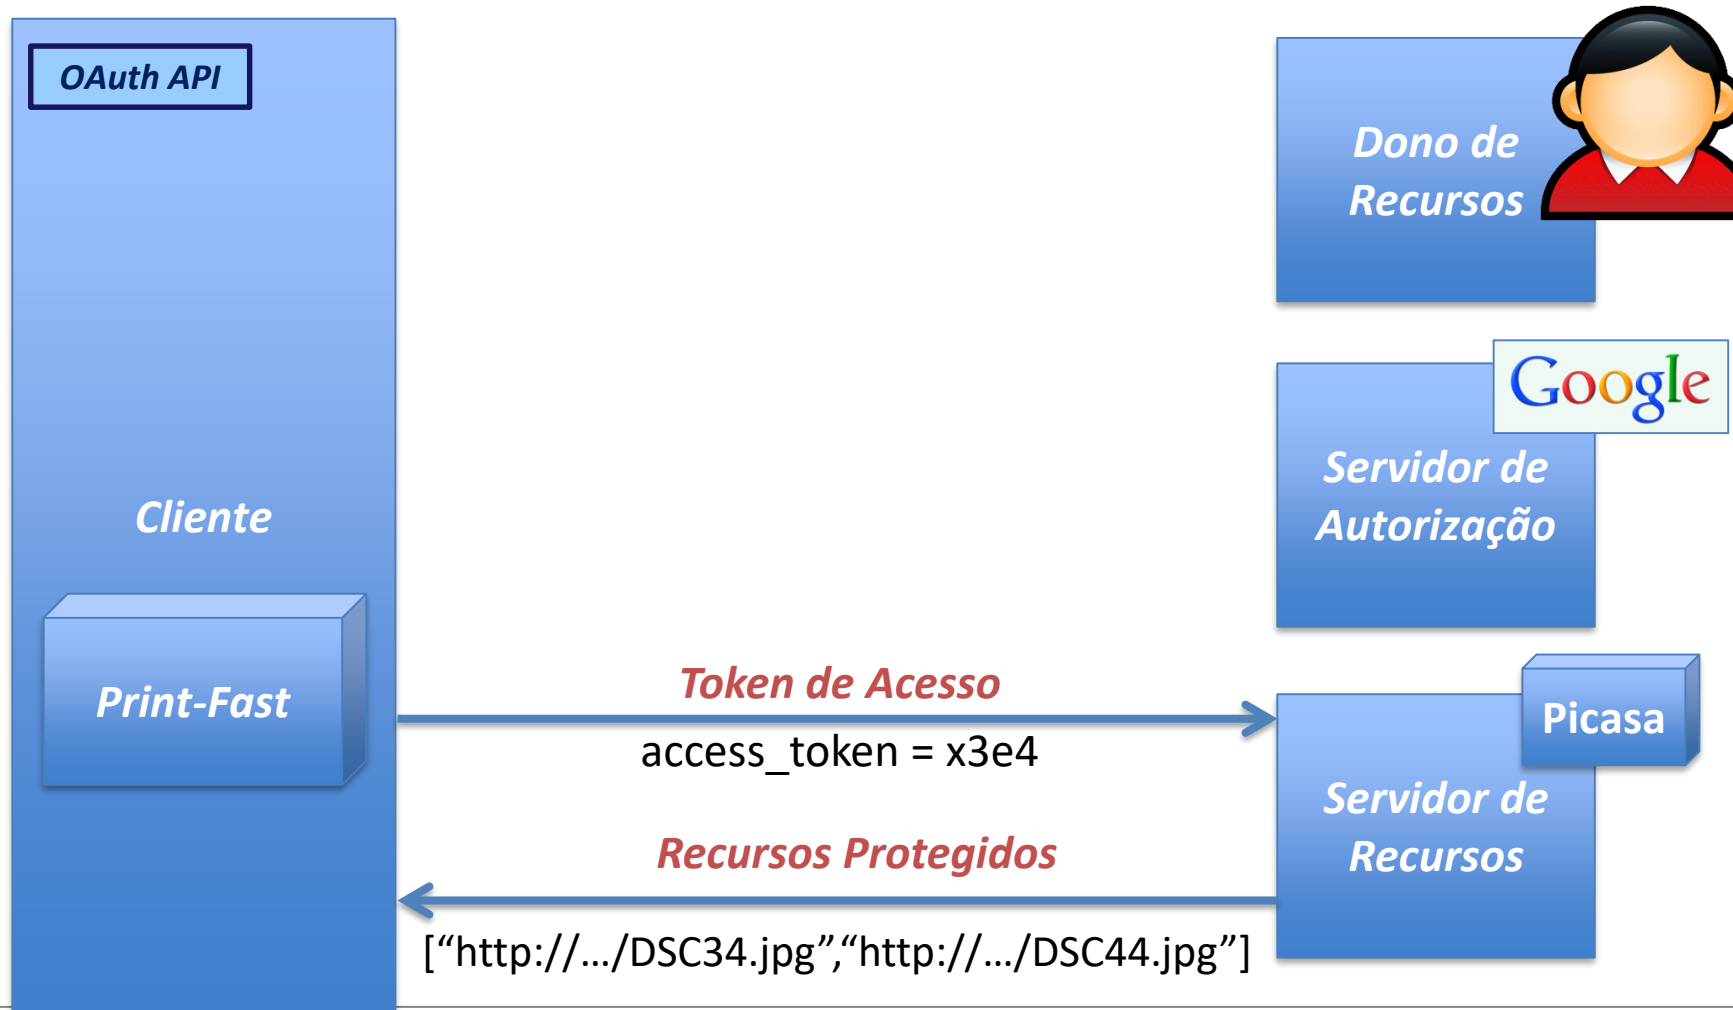 OAuth API
Cliente
Print-Fast
Token de Acesso
access_token = x3e4
Recursos Protegidos
[“http://.../DSC34.jpg”,“http://.../DSC44.jpg”]
Dono de
Recursos
Google
Servidor de
Autorização
Picasa
Servidor de
Recursos